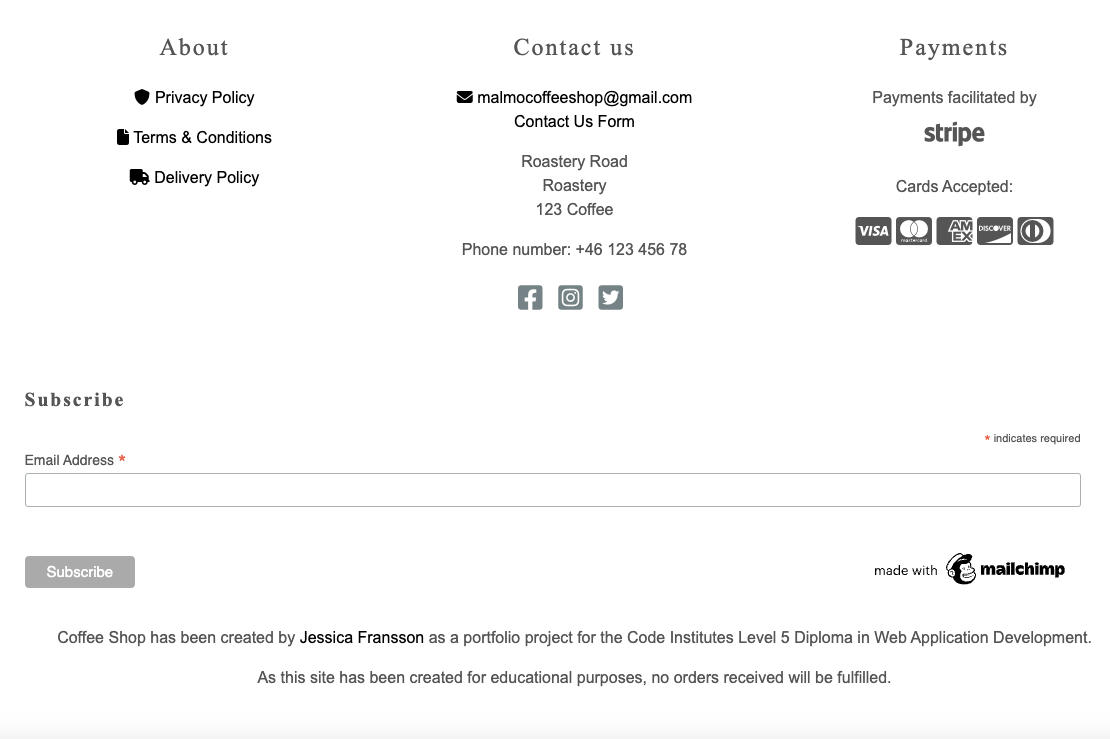 About
Privacy Policy
Terms & Conditions
Delivery Policy
Contact us
malmocoffeeshop@gmail.com
Contact Us Form
Roastery Road
Roastery
123 Coffee
Phone number: +46 123 456 78
Payments
Payments facilitated by
stripe
Cards Accepted:
VISA mastercard AMEX DISCOVER
Subscribe
* indicates required
Email Address *
Subscribe
made with mailchimp
Coffee Shop has been created by Jessica Fransson as a portfolio project for the Code Institutes Level 5 Diploma in Web Application Development.
As this site has been created for educational purposes, no orders received will be fulfilled.